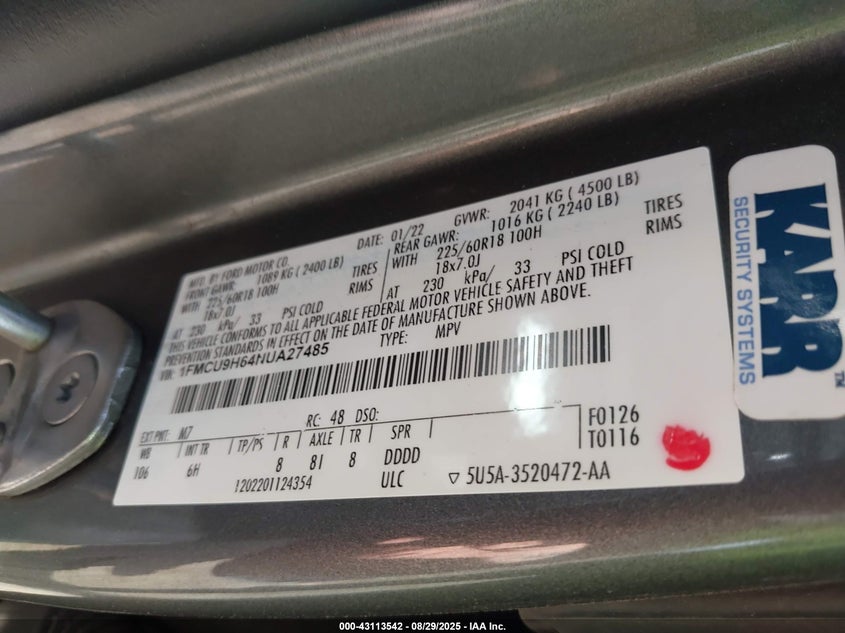 MFD. BY FORD MOTOR CO.
DATE: 01/22
GVWR: 2041 KG ( 4500 LB)
FRONT GAWR: 1089 KG ( 2400 LB)
REAR GAWR: 1016 KG ( 2240 LB)
WITH 225/60R18 100H TIRES
WITH 225/60R18 100H TIRES
18x7.0J RIMS
18x7.0J RIMS
AT 230 kPa/ 33 PSI COLD
AT 230 kPa/ 33 PSI COLD
THIS VEHICLE CONFORMS TO ALL APPLICABLE FEDERAL MOTOR VEHICLE SAFETY AND THEFT
PREVENTION STANDARDS IN EFFECT ON THE DATE OF MANUFACTURE SHOWN ABOVE.
VIN: 1FMCU9H64NUA27485
TYPE: MPV
EXT PNT: M7 RC: 48 DSO:
WB INT TR TP/PS R AXLE TR SPR
106 6H 8 8I 8 DDDD
ULC
F0126
T0116
1202201124354
▽ 5U5A-3520472-AA
KARR
TM
SECURITY SYSTEMS
000-43113542 | 08/29/2025 - IAA Inc.